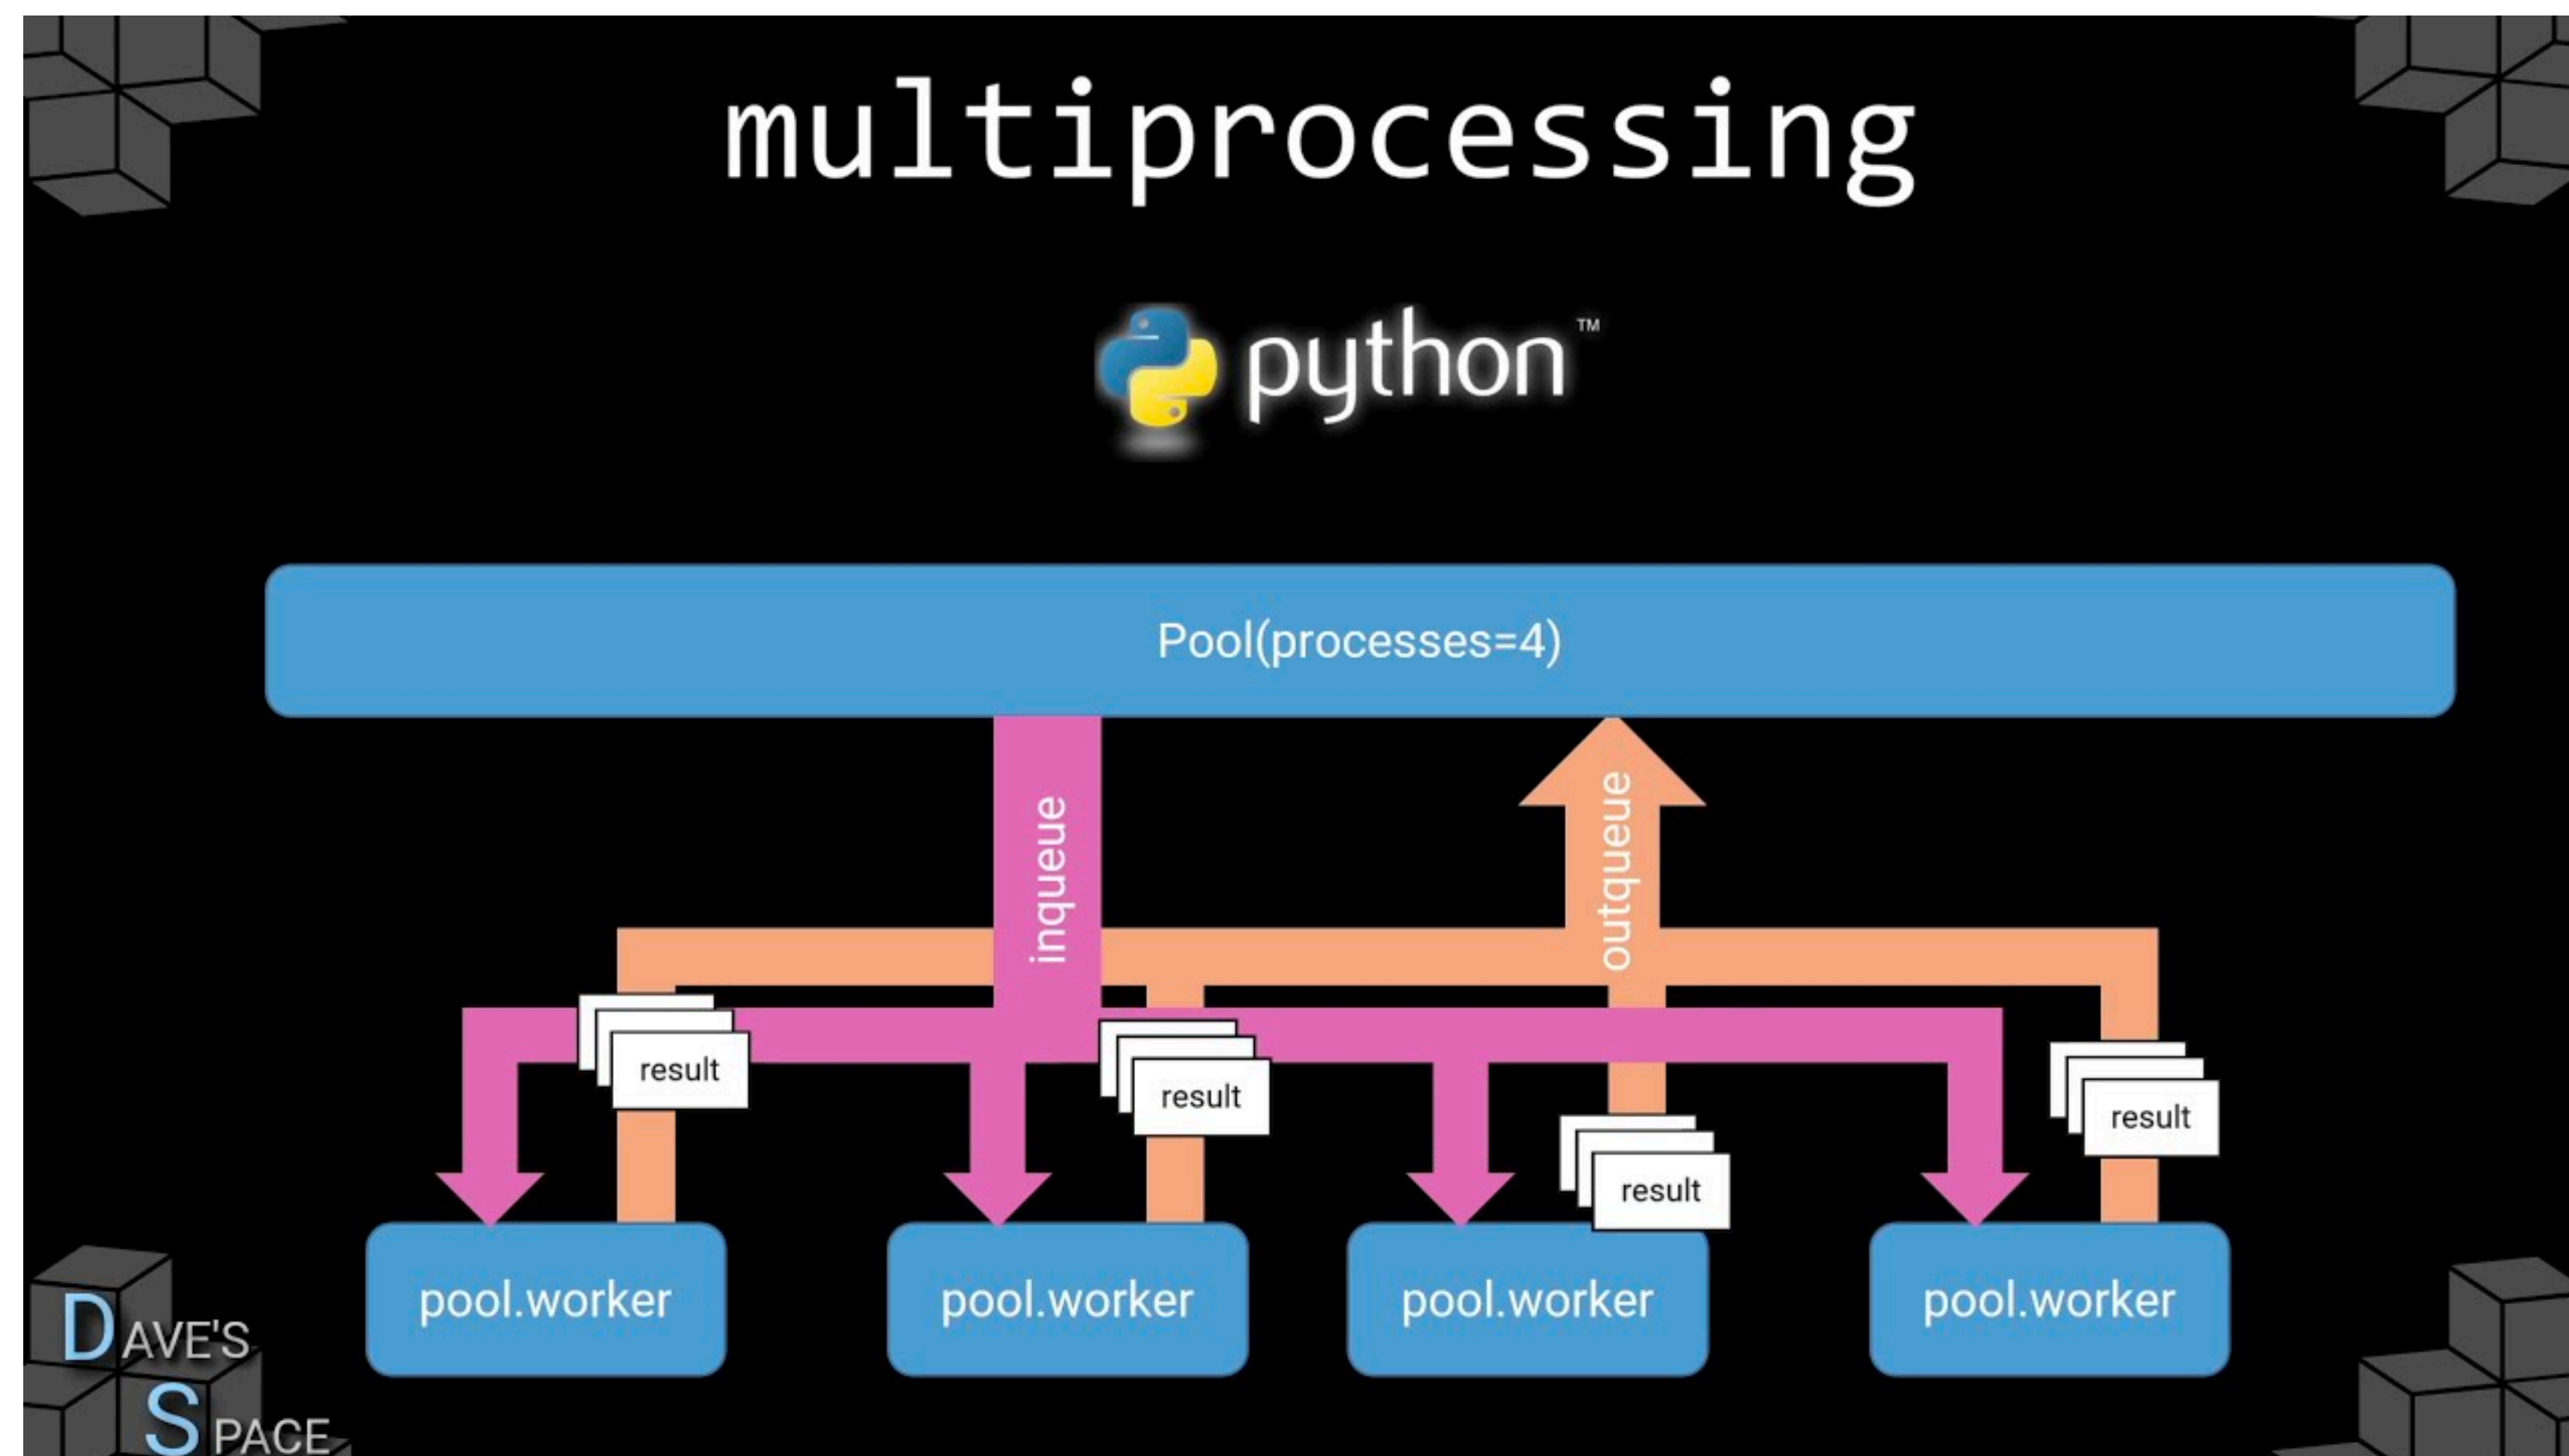 multiprocessing
python™
Pool(processes=4)
inqueue
outqueue
result
result
result
result
pool.worker
pool.worker
pool.worker
pool.worker
DAVE'S
SPACE